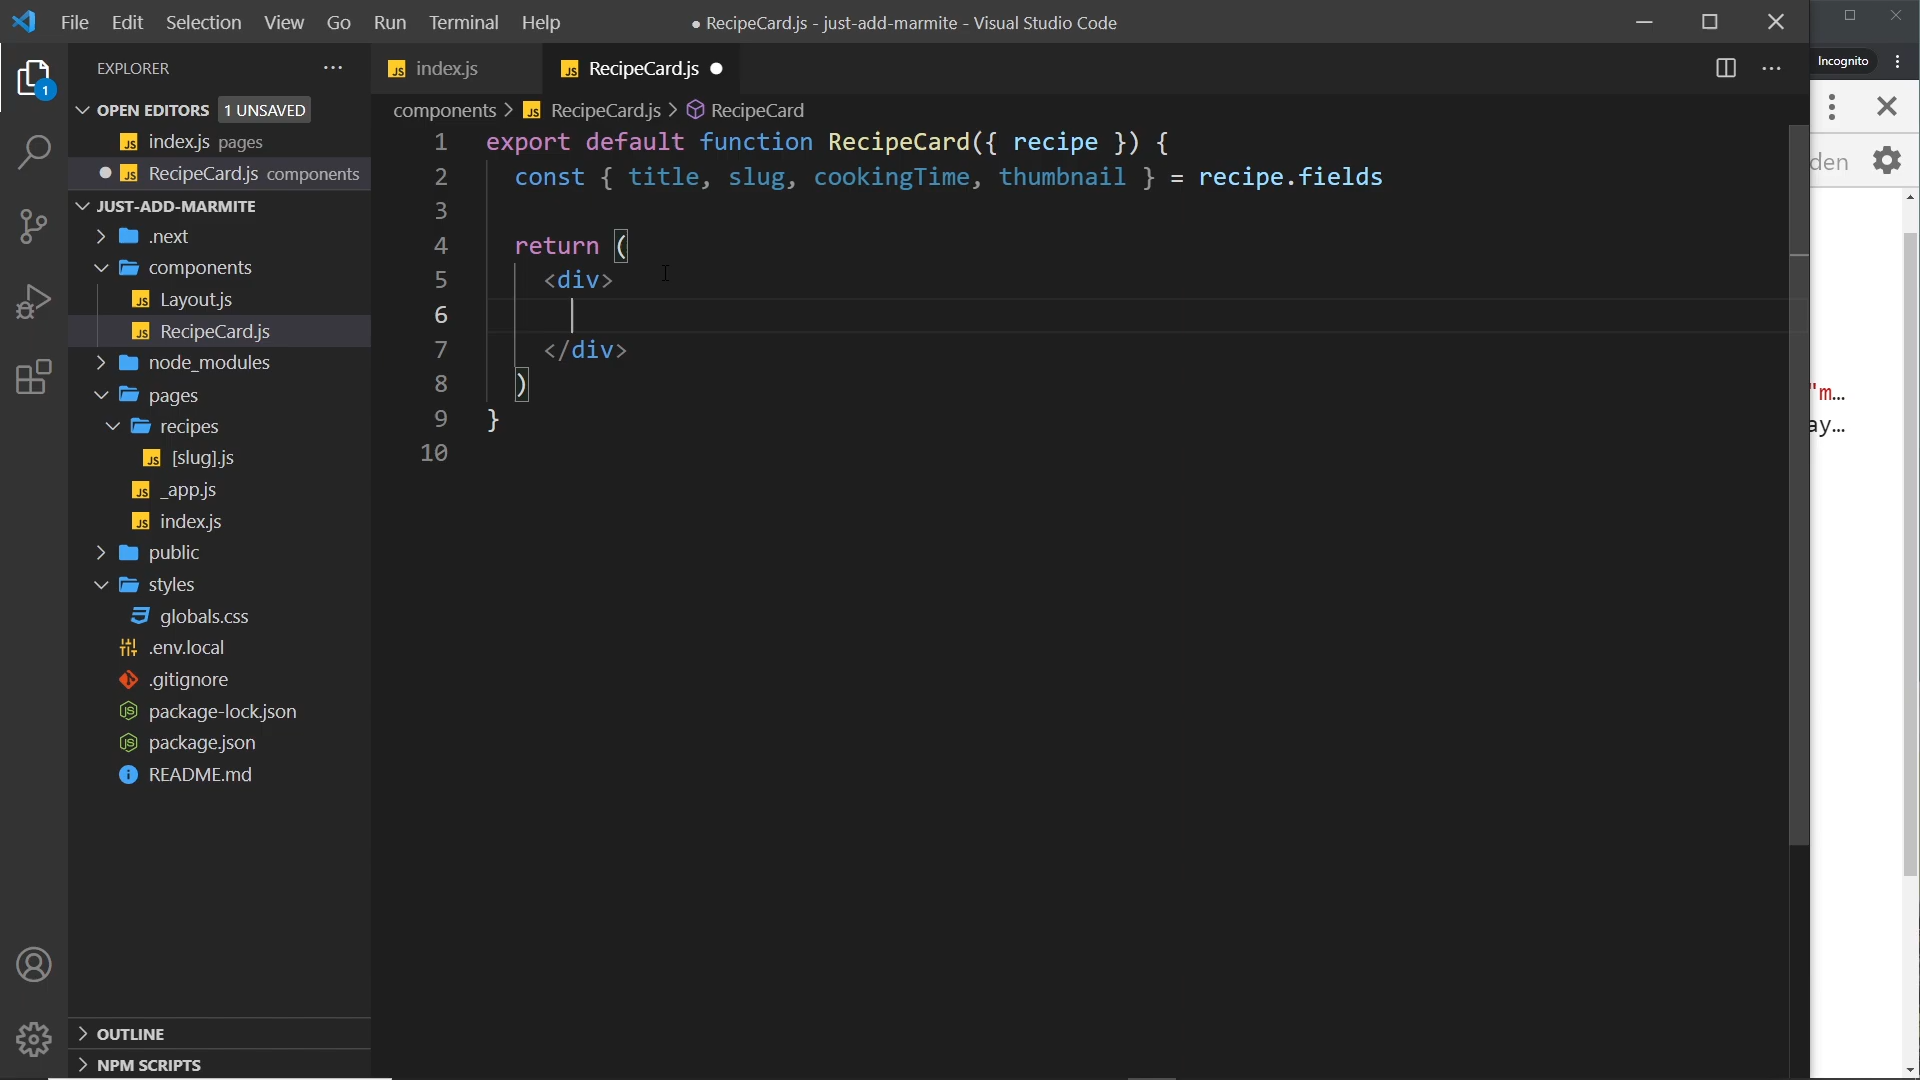 File Edit Selection View Go Run Terminal Help
● RecipeCard.js - just-add-marmite - Visual Studio Code
Incognito
EXPLORER
index.js
RecipeCard.js
OPEN EDITORS 1 UNSAVED
index.js pages
RecipeCard.js components
JUST-ADD-MARMITE
.next
components
Layout.js
RecipeCard.js
node_modules
pages
recipes
[slug].js
_app.js
index.js
public
styles
globals.css
.env.local
.gitignore
package-lock.json
package.json
README.md
OUTLINE
NPM SCRIPTS
1
components > RecipeCard.js > RecipeCard
1 export default function RecipeCard({ recipe }) {
2 const { title, slug, cookingTime, thumbnail } = recipe.fields
3
4 return (
5 <div>
6
7 </div>
8 )
9 }
10
den
"m...
ay...